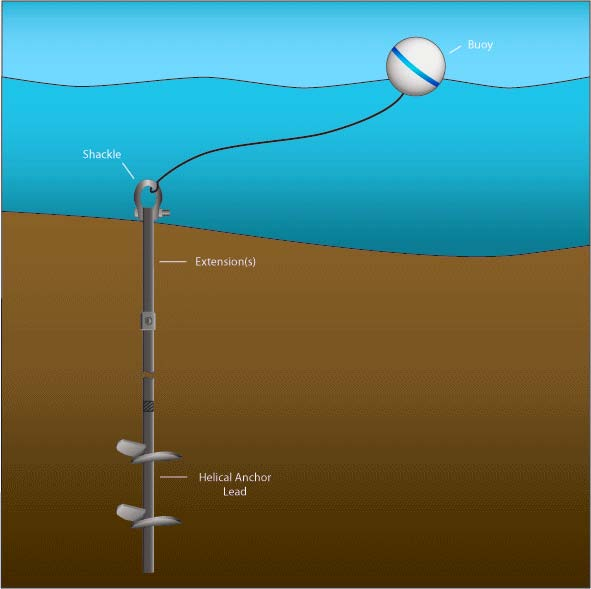 Buoy
Shackle
Extension(s)
Helical Anchor
Lead